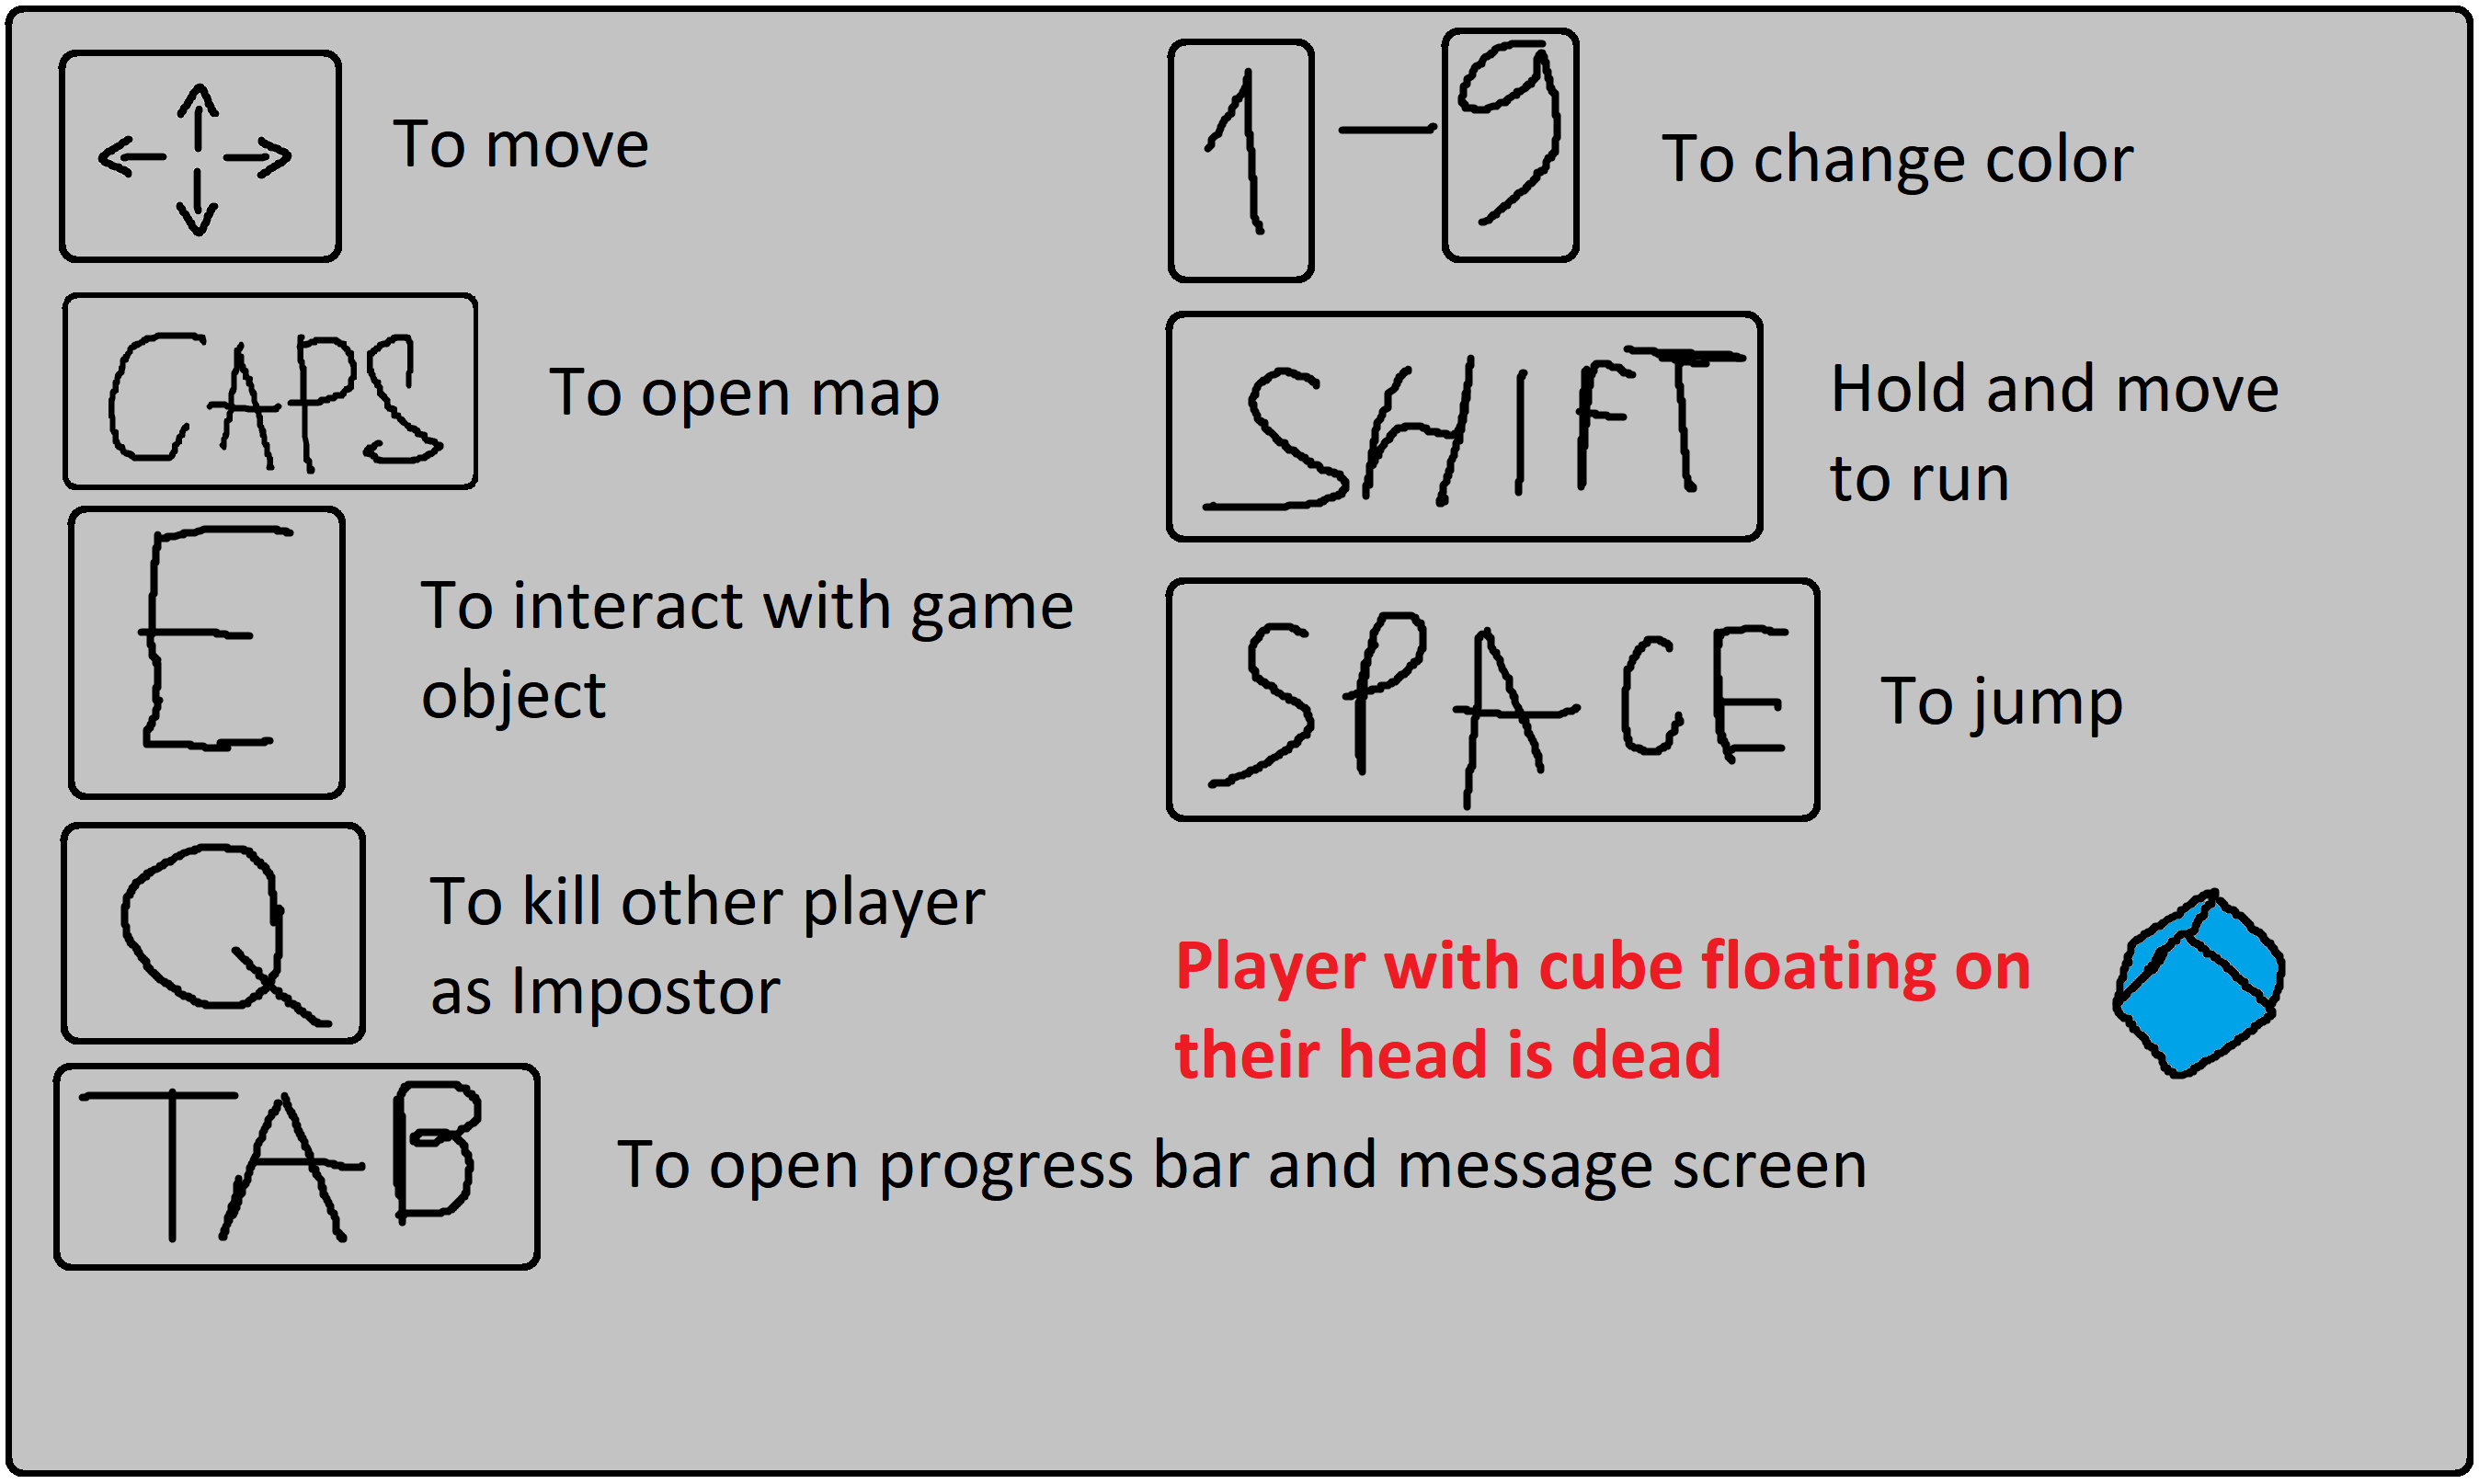 To move
CAPS
To open map
E
To interact with game
object
Q
To kill other player
as Impostor
TAB
To open progress bar and message screen
1 — 9
To change color
SHIFT
Hold and move
to run
SPACE
To jump
Player with cube floating on
their head is dead